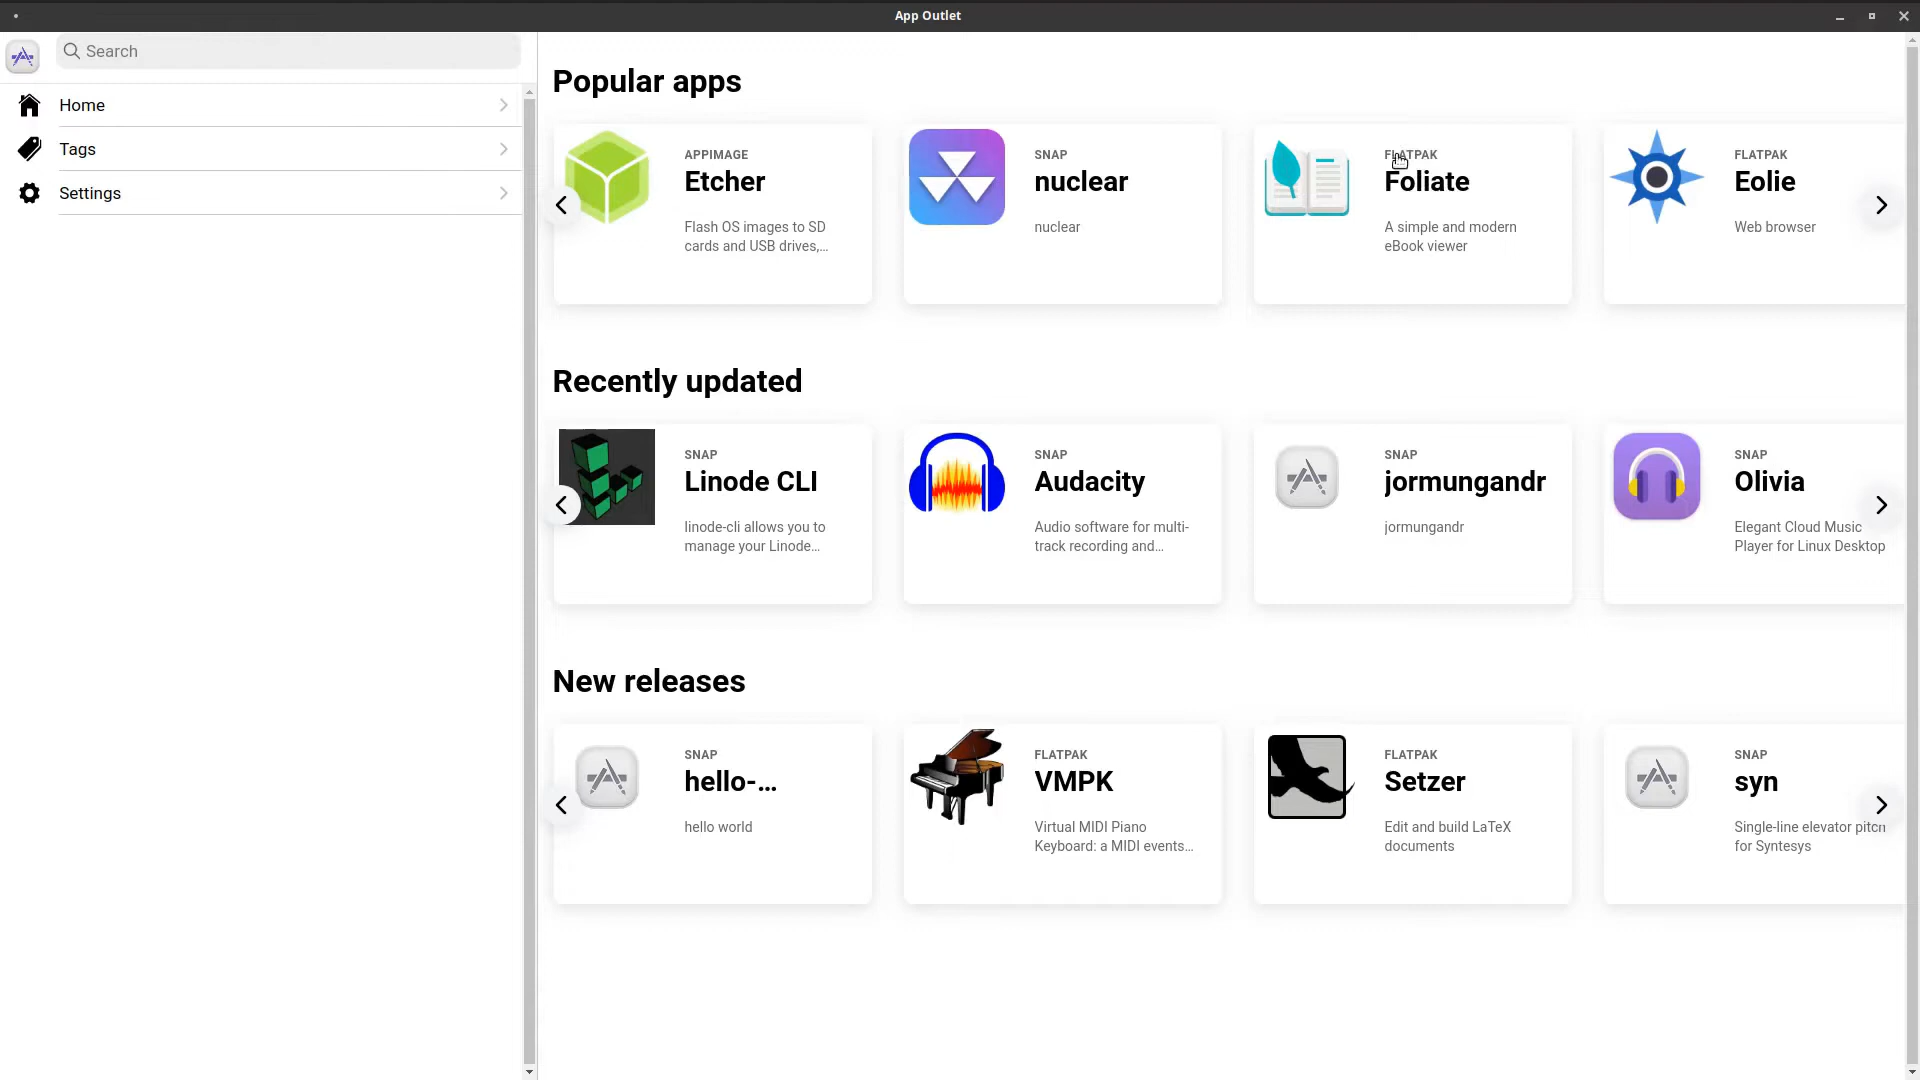 App Outlet
Search
Home
Tags
Settings
Popular apps
APPIMAGE
Etcher
Flash OS images to SD
cards and USB drives,...
SNAP
nuclear
nuclear
FLATPAK
Foliate
A simple and modern
eBook viewer
FLATPAK
Eolie
Web browser
Recently updated
SNAP
Linode CLI
linode-cli allows you to
manage your Linode...
SNAP
Audacity
Audio software for multi-
track recording and...
SNAP
jormungandr
jormungandr
SNAP
Olivia
Elegant Cloud Music
Player for Linux Desktop
New releases
SNAP
hello-...
hello world
FLATPAK
VMPK
Virtual MIDI Piano
Keyboard: a MIDI events...
FLATPAK
Setzer
Edit and build LaTeX
documents
SNAP
syn
Single-line elevator pitch
for Syntesys